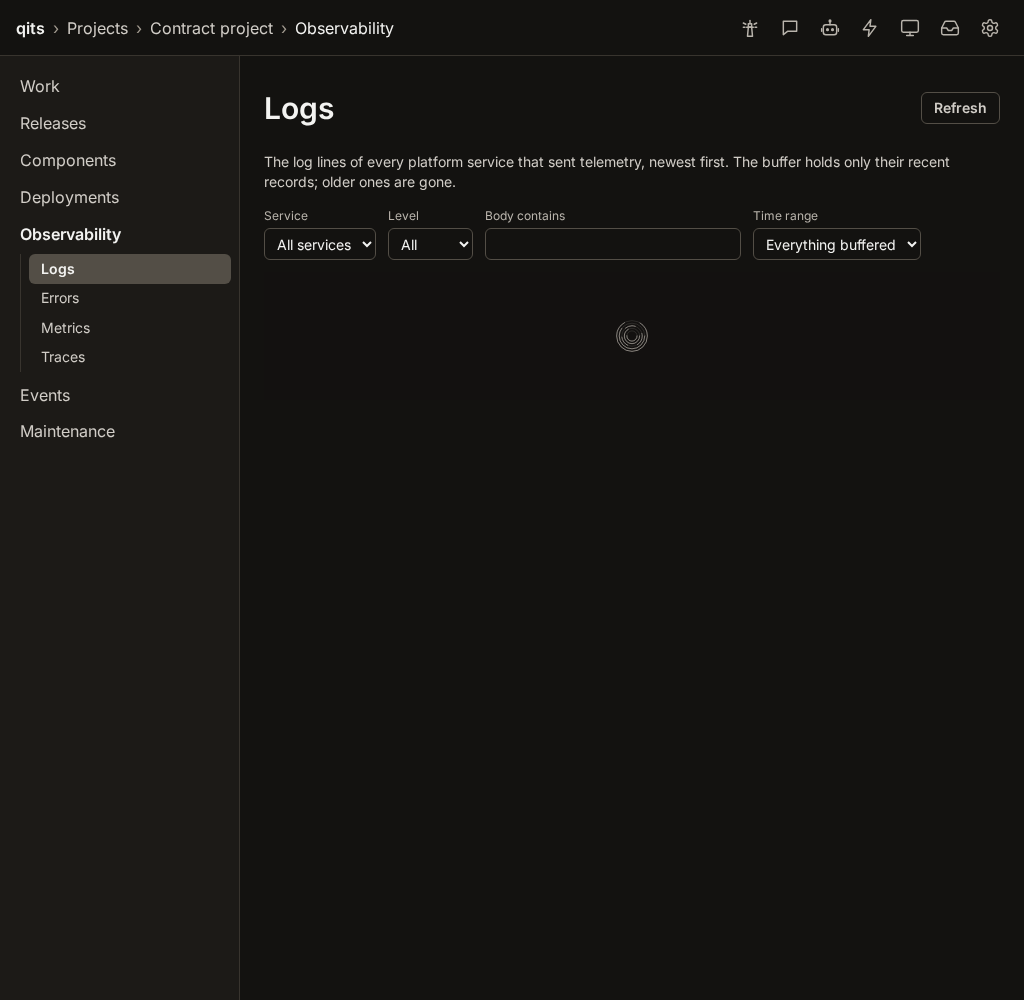 qits › Projects › Contract project › Observability
Work
Releases
Components
Deployments
Observability
Logs
Errors
Metrics
Traces
Events
Maintenance
Logs
Refresh
The log lines of every platform service that sent telemetry, newest first. The buffer holds only their recent
records; older ones are gone.
Service
Level
Body contains
Time range
All services
All
Everything buffered